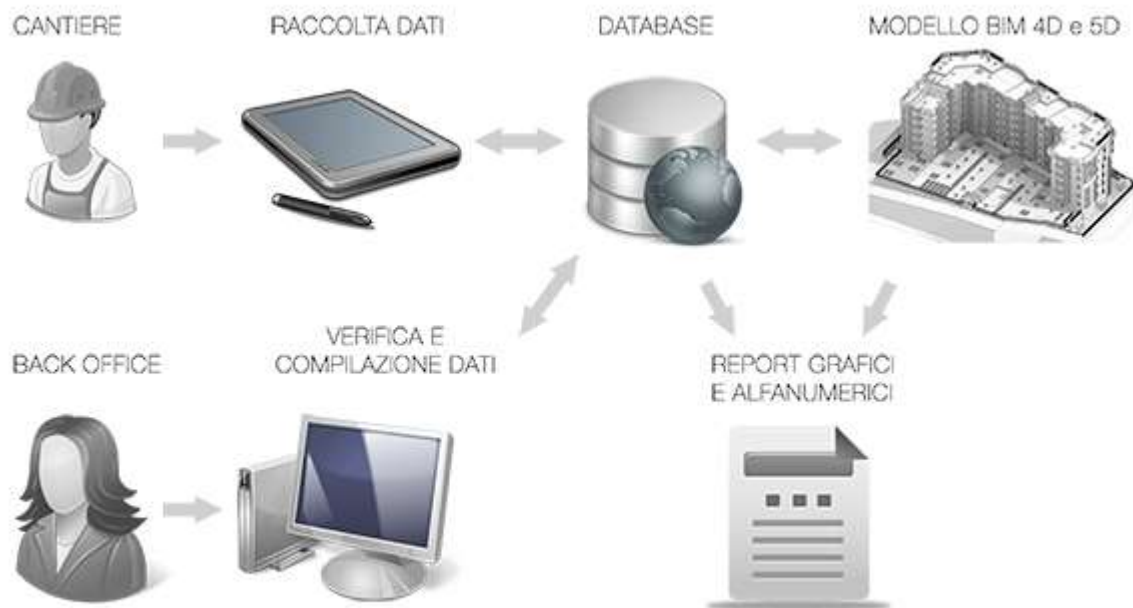 CANTIERE
RACCOLTA DATI
DATABASE
MODELLO BIM 4D e 5D
BACK OFFICE
VERIFICA E
COMPILAZIONE DATI
REPORT GRAFICI
E ALFANUMERICI